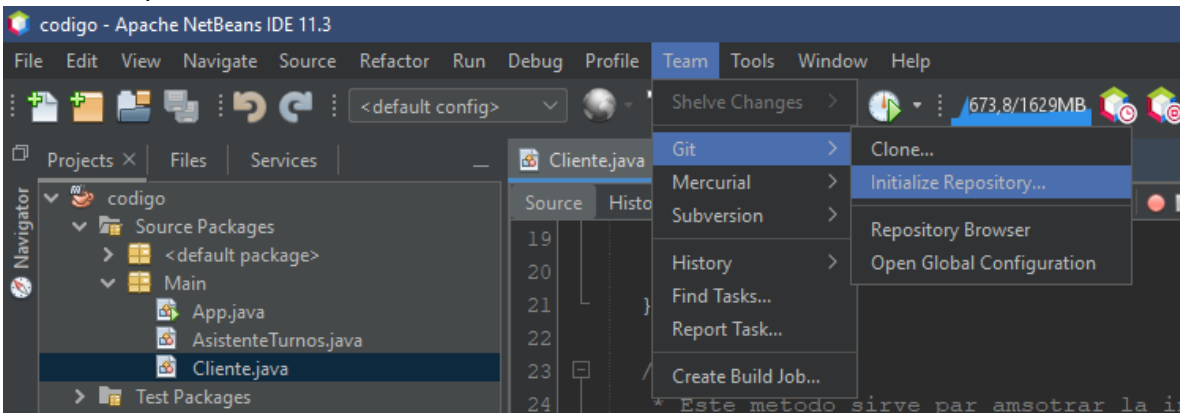 codigo - Apache NetBeans IDE 11.3
File Edit View Navigate Source Refactor Run Debug Profile Team Tools Window Help
<default config>
673,8/1629MB
Shelve Changes
Projects
Files
Services
Cliente.java
Git
Clone...
codigo
Mercurial
Initialize Repository...
Navigator
Source Packages
Source
Histo
Subversion
Repository Browser
<default package>
19
History
Open Global Configuration
Main
20
Find Tasks...
App.java
21 }
Report Task...
AsistenteTurnos.java
22
Cliente.java
23 /
Create Build Job...
Test Packages
24 * Este metodo sirve par amsotrar la i